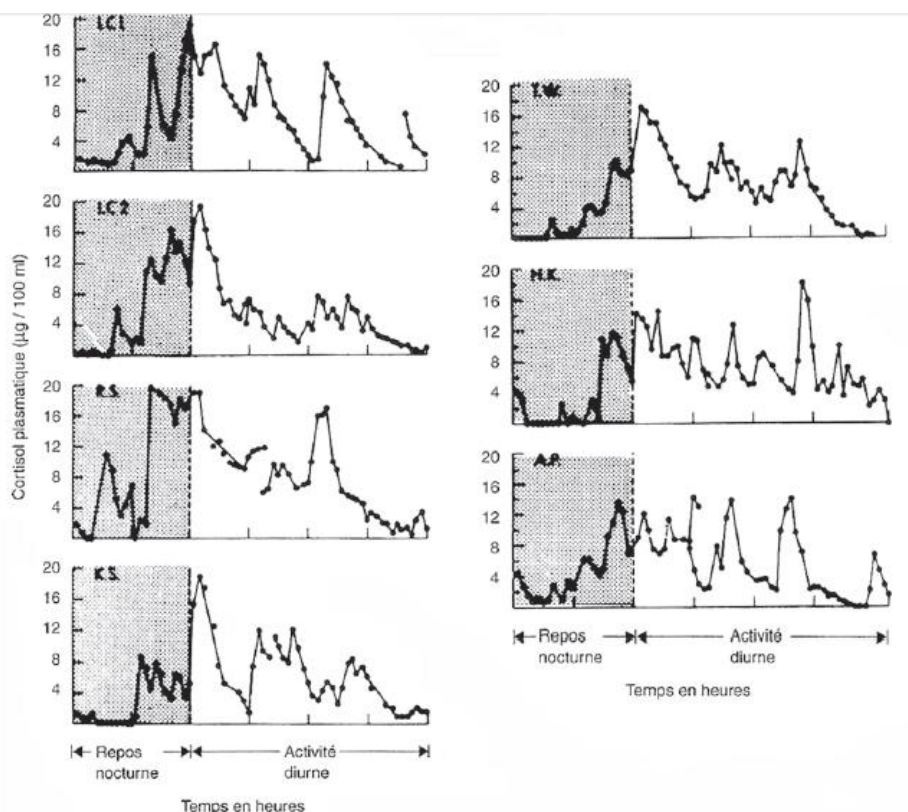 Cortisol plasmatique (µg / 100 ml)
I.C.1
20
16
12
8
4
I.C.2
20
16
12
8
4
R.S.
20
16
12
8
4
K.S.
20
16
12
8
4
Repos
nocturne
Activité
diurne
Temps en heures
T.W.
20
16
12
8
4
H.K.
20
16
12
8
4
A.P.
20
16
12
8
4
Repos
nocturne
Activité
diurne
Temps en heures